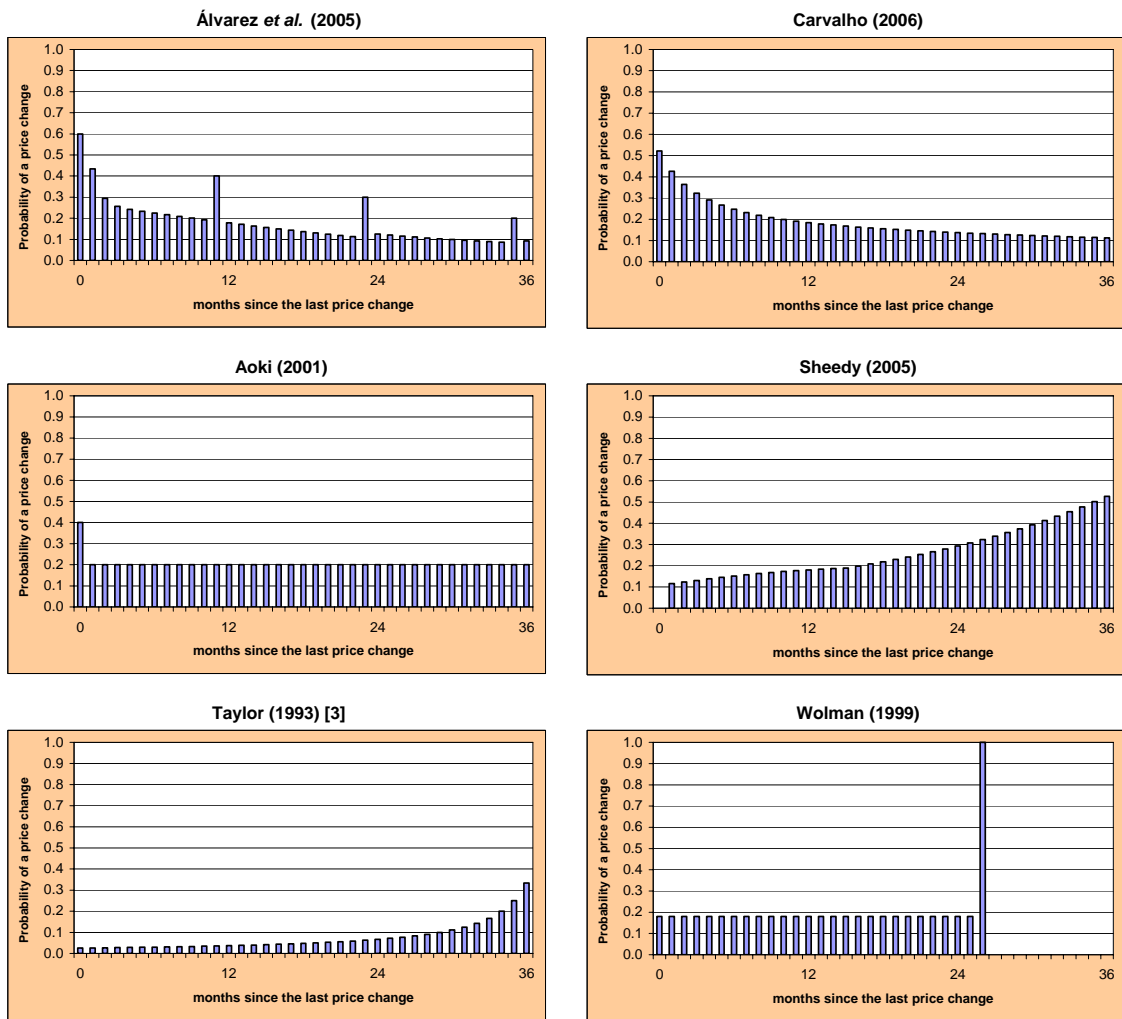 Álvarez et al. (2005)
Probability of a price change
1.0
0.9
0.8
0.7
0.6
0.5
0.4
0.3
0.2
0.1
0.0
0 12 24 36
months since the last price change
Carvalho (2006)
Probability of a price change
1.0
0.9
0.8
0.7
0.6
0.5
0.4
0.3
0.2
0.1
0.0
0 12 24 36
months since the last price change
Aoki (2001)
Probability of a price change
1.0
0.9
0.8
0.7
0.6
0.5
0.4
0.3
0.2
0.1
0.0
0 12 24 36
months since the last price change
Sheedy (2005)
Probability of a price change
1.0
0.9
0.8
0.7
0.6
0.5
0.4
0.3
0.2
0.1
0.0
0 12 24 36
months since the last price change
Taylor (1993) [3]
Probability of a price change
1.0
0.9
0.8
0.7
0.6
0.5
0.4
0.3
0.2
0.1
0.0
0 12 24 36
months since the last price change
Wolman (1999)
Probability of a price change
1.0
0.9
0.8
0.7
0.6
0.5
0.4
0.3
0.2
0.1
0.0
0 12 24 36
months since the last price change